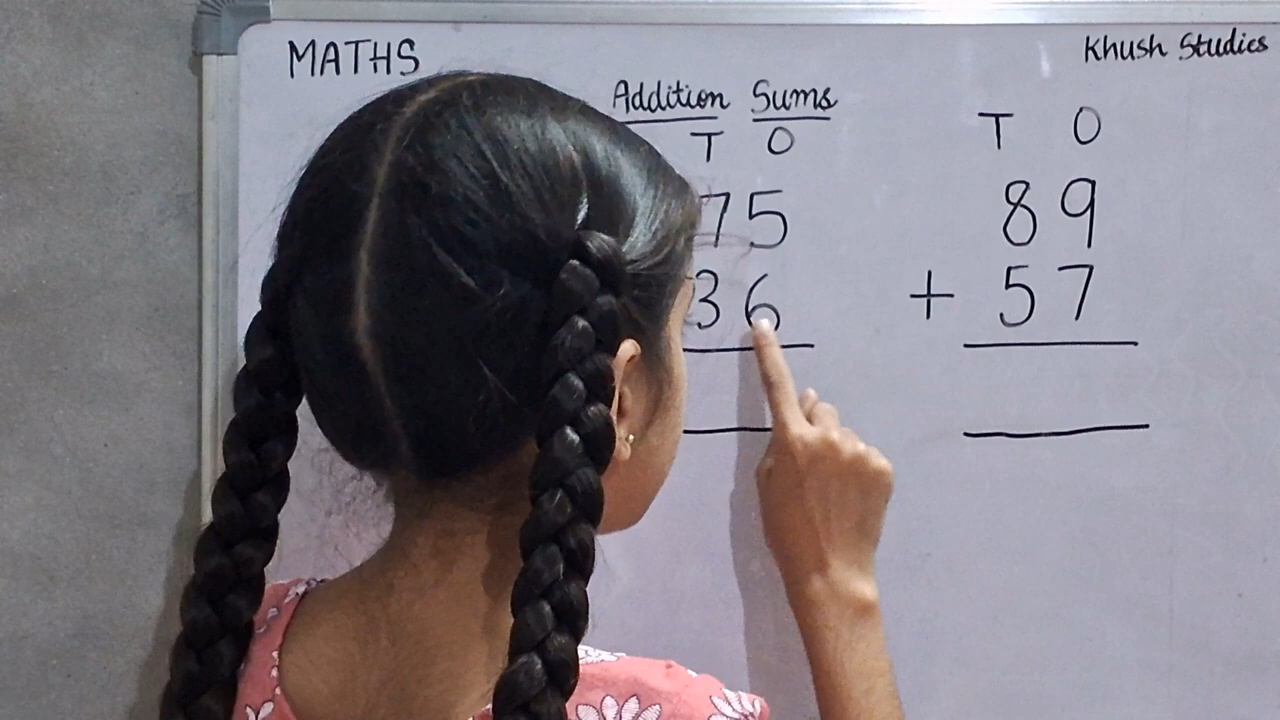 MATHS
Khush Studies
Addition Sums
T O
75
36
T O
89
+ 57